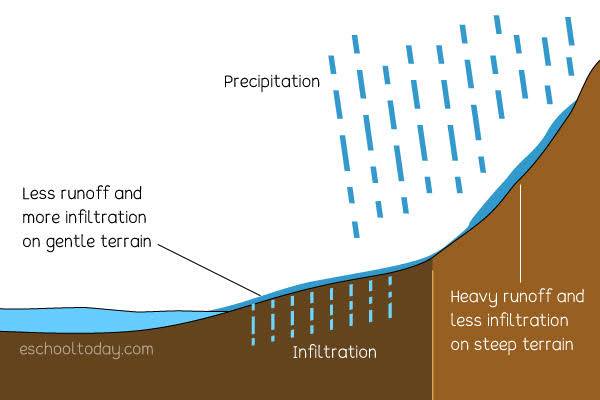 Precipitation
Less runoff and
more infiltration
on gentle terrain
Heavy runoff and
less infiltration
on steep terrain
Infiltration
eschooltoday.com